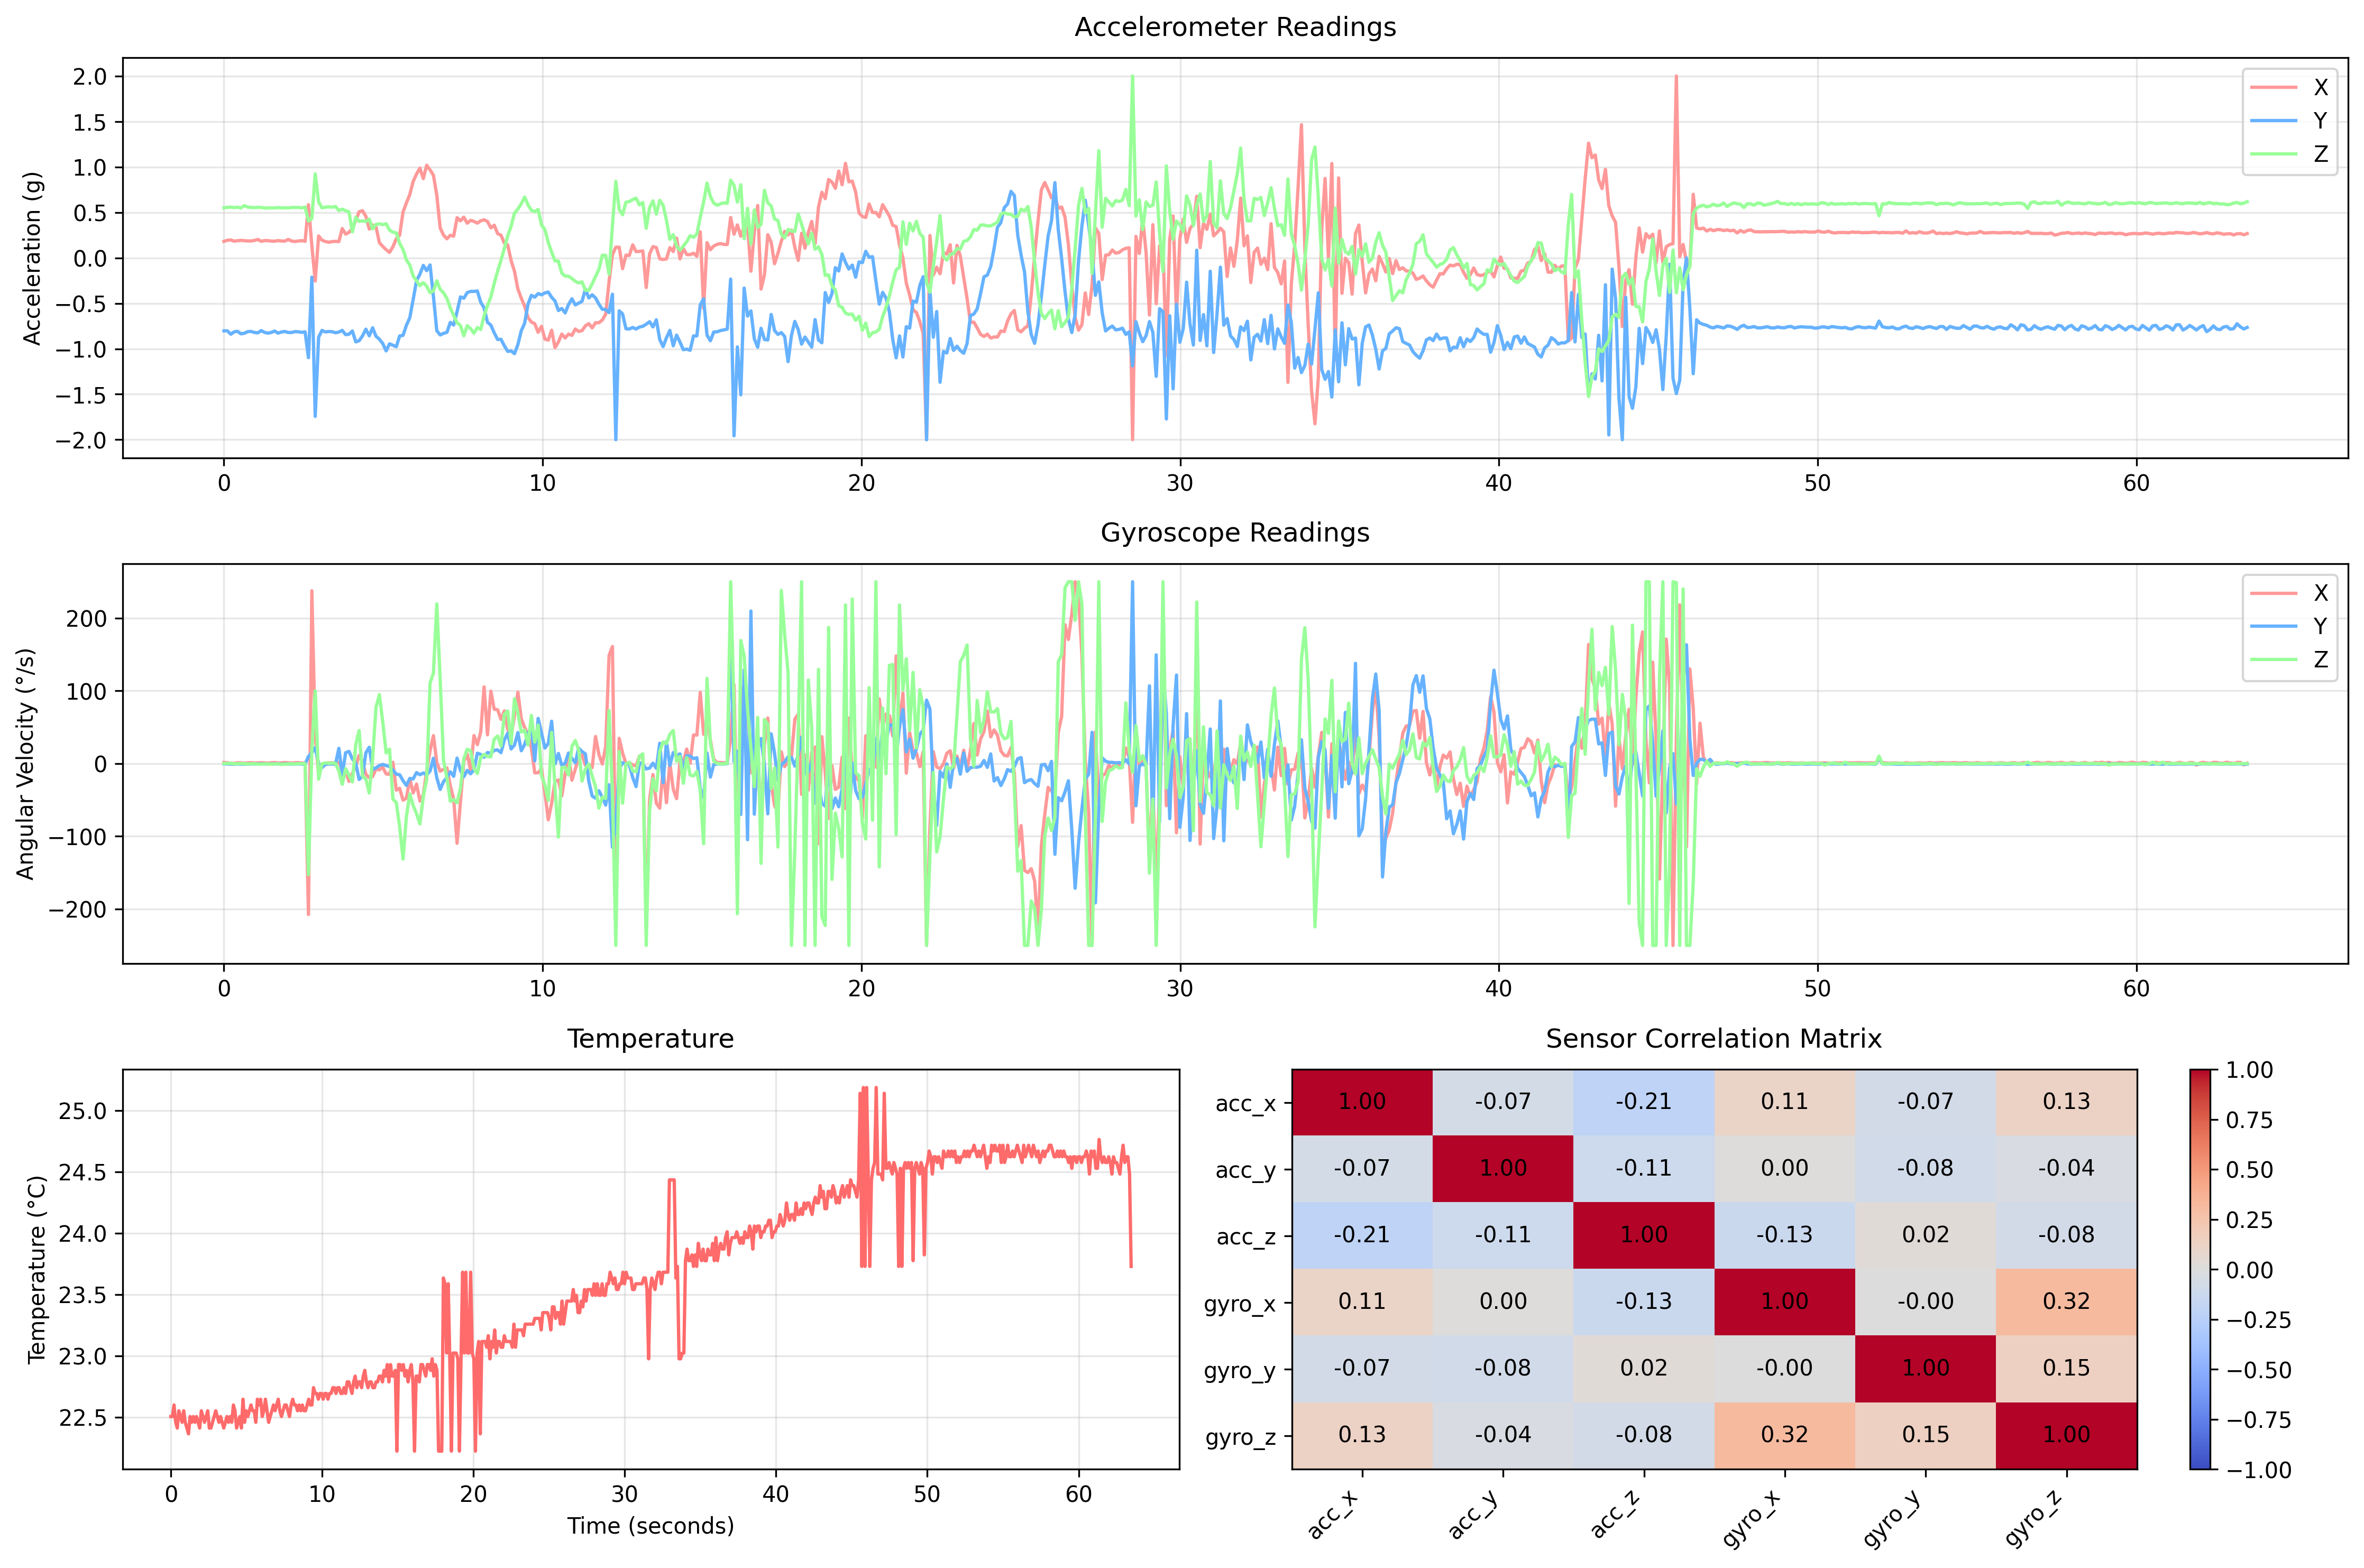 Accelerometer Readings
Acceleration (g)
2.0
1.5
1.0
0.5
0.0
−0.5
−1.0
−1.5
−2.0
0 10 20 30 40 50 60
X
Y
Z
Gyroscope Readings
Angular Velocity (°/s)
200
100
0
−100
−200
0 10 20 30 40 50 60
X
Y
Z
Temperature
Temperature (°C)
25.0
24.5
24.0
23.5
23.0
22.5
0 10 20 30 40 50 60
Time (seconds)
Sensor Correlation Matrix
acc_x 1.00 -0.07 -0.21 0.11 -0.07 0.13
acc_y -0.07 1.00 -0.11 0.00 -0.08 -0.04
acc_z -0.21 -0.11 1.00 -0.13 0.02 -0.08
gyro_x 0.11 0.00 -0.13 1.00 -0.00 0.32
gyro_y -0.07 -0.08 0.02 -0.00 1.00 0.15
gyro_z 0.13 -0.04 -0.08 0.32 0.15 1.00
acc_x acc_y acc_z gyro_x gyro_y gyro_z
1.00
0.75
0.50
0.25
0.00
−0.25
−0.50
−0.75
−1.00